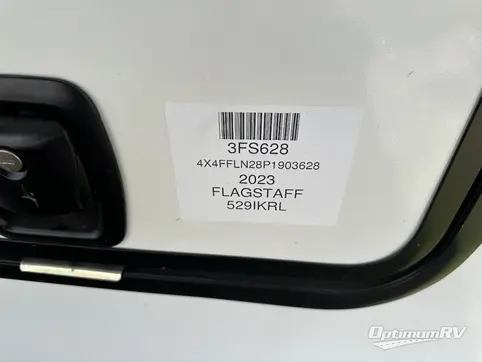 3FS628
4X4FFLN28P1903628
2023
FLAGSTAFF
529IKRL
OptimumRV